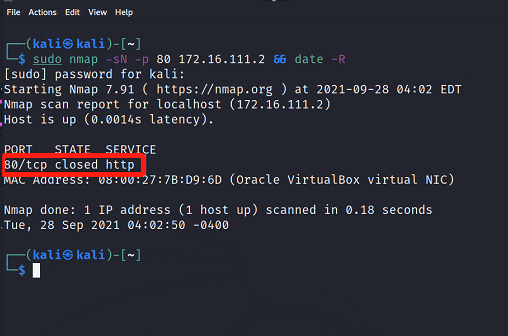 File Actions Edit View Help
┌──(kali㉿kali)-[~]
└─$ sudo nmap -sN -p 80 172.16.111.2 && date -R
[sudo] password for kali:
Starting Nmap 7.91 ( https://nmap.org ) at 2021-09-28 04:02 EDT
Nmap scan report for localhost (172.16.111.2)
Host is up (0.0014s latency).
PORT STATE SERVICE
80/tcp closed http
MAC Address: 08:00:27:7B:D9:6D (Oracle VirtualBox virtual NIC)
Nmap done: 1 IP address (1 host up) scanned in 0.18 seconds
Tue, 28 Sep 2021 04:02:50 -0400
┌──(kali㉿kali)-[~]
└─$